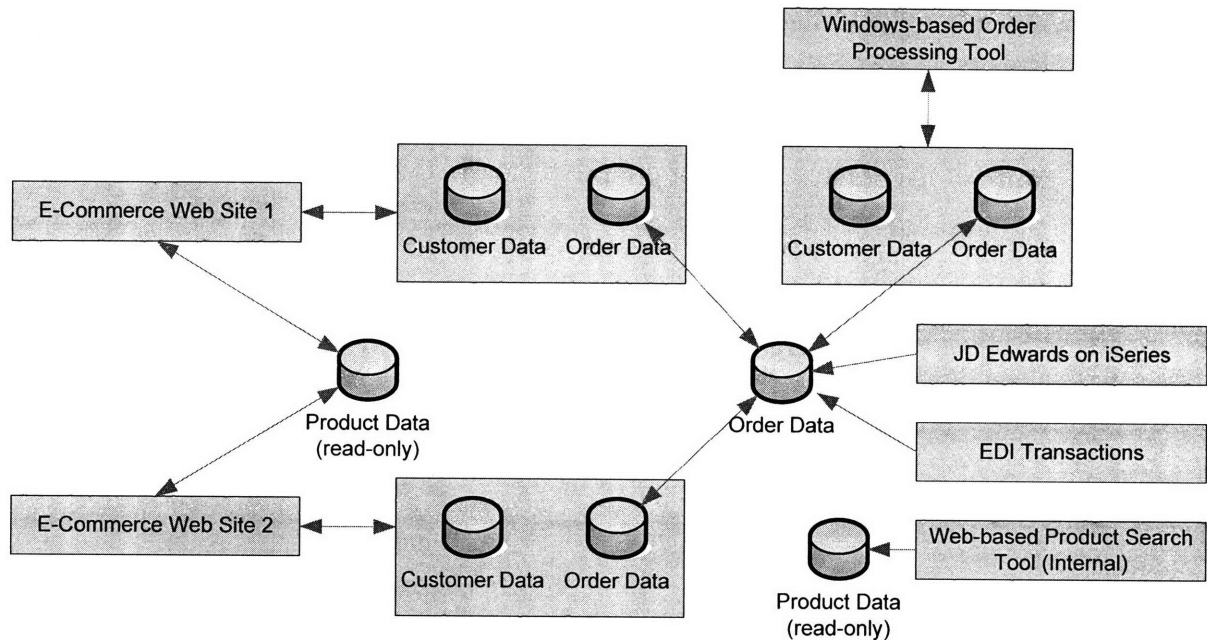 Windows-based Order
Processing Tool
E-Commerce Web Site 1
Customer Data
Order Data
Customer Data
Order Data
Product Data
(read-only)
Order Data
JD Edwards on iSeries
EDI Transactions
E-Commerce Web Site 2
Customer Data
Order Data
Web-based Product Search
Tool (Internal)
Product Data
(read-only)